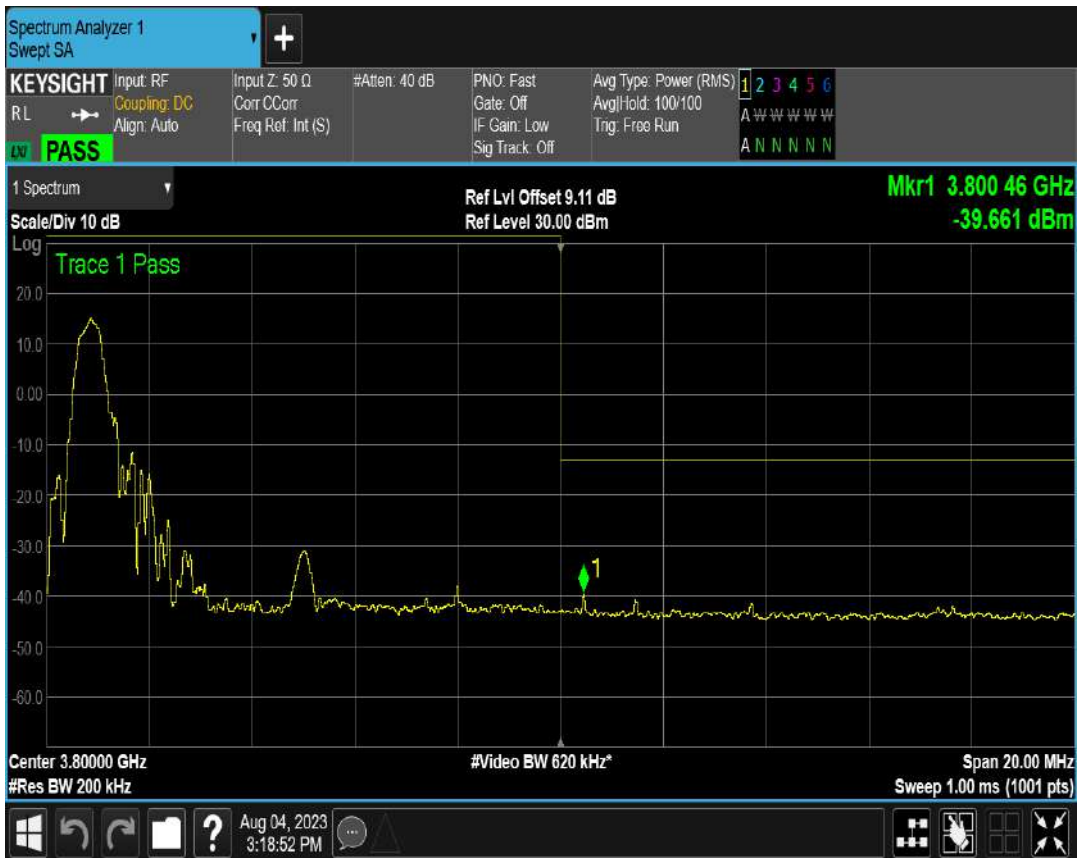 Spectrum Analyzer 1
Swept SA
+
KEYSIGHT
RL
LXI
PASS
Input: RF
Coupling: DC
Align: Auto
Input Z: 50 Ω
Corr CCorr
Freq Ref: Int (S)
#Atten: 40 dB
PNO: Fast
Gate: Off
IF Gain: Low
Sig Track: Off
Avg Type: Power (RMS)
Avg|Hold: 100/100
Trig: Free Run
1 2 3 4 5 6
A W W W W W
A N N N N N
1 Spectrum
Scale/Div 10 dB
Ref Lvl Offset 9.11 dB
Ref Level 30.00 dBm
Mkr1 3.800 46 GHz
-39.661 dBm
Log
Trace 1 Pass
20.0
10.0
0.00
-10.0
-20.0
-30.0
1
-40.0
-50.0
-60.0
Center 3.80000 GHz
#Res BW 200 kHz
#Video BW 620 kHz*
Span 20.00 MHz
Sweep 1.00 ms (1001 pts)
?
Aug 04, 2023
3:18:52 PM